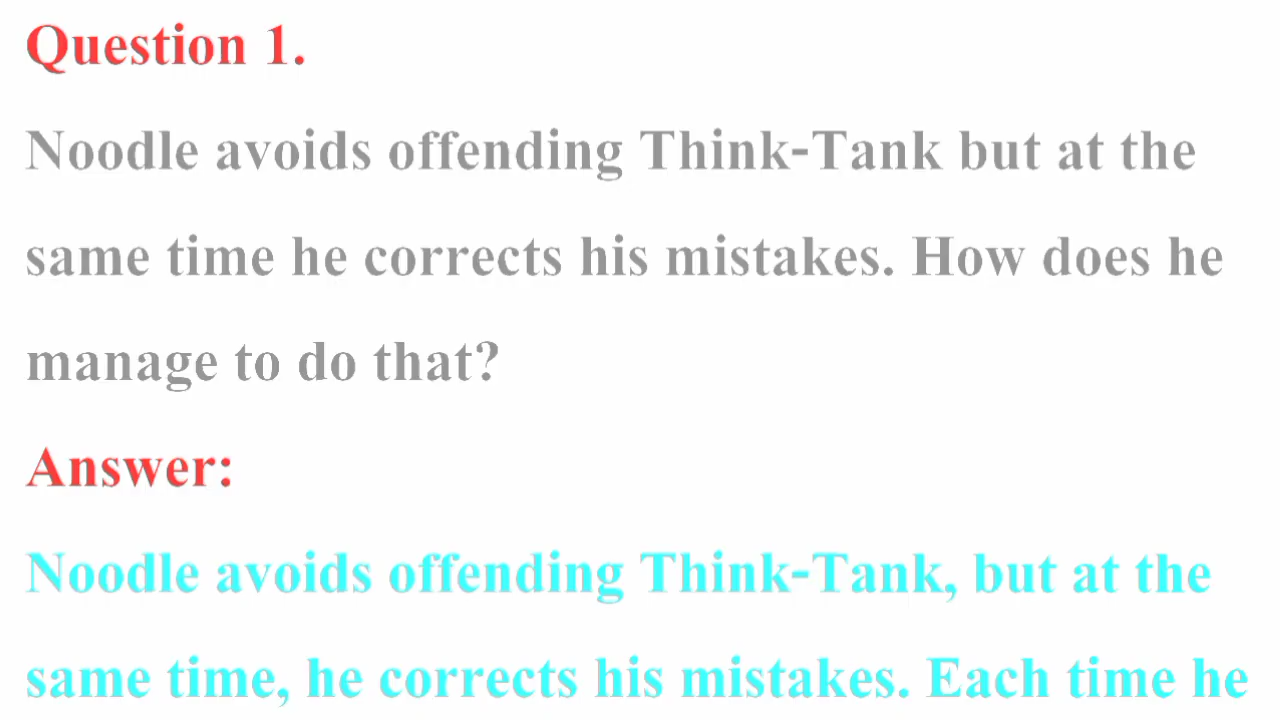 Question 1.
Noodle avoids offending Think-Tank but at the
same time he corrects his mistakes. How does he
manage to do that?
Answer:
Noodle avoids offending Think-Tank, but at the
same time, he corrects his mistakes. Each time he